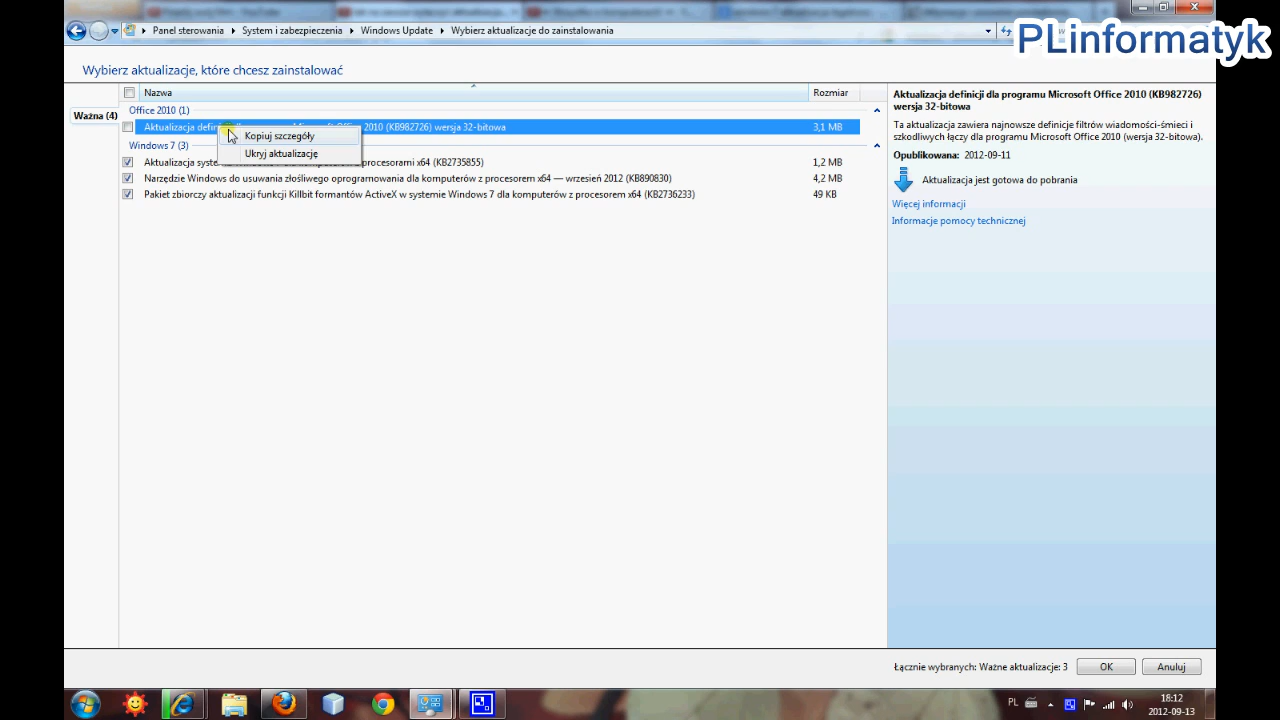 PLinformatyk
Panel sterowania
System i zabezpieczenia
Windows Update
Wybierz aktualizacje do zainstalowania
Wybierz aktualizacje, które chcesz zainstalować
Nazwa
Rozmiar
Ważna (4)
Office 2010 (1)
Aktualizacja 2010 (KB982726) wersja 32-bitowa
3,1 MB
Kopiuj szczegóły
Ukryj aktualizację
Windows 7 (3)
Aktualizacja procesorami x64 (KB2735855)
1,2 MB
Narzędzie Windows do usuwania złośliwego oprogramowania dla komputerów z procesorem x64 — wrzesień 2012 (KB890830)
4,2 MB
Pakiet zbiorczy aktualizacji funkcji Killbit formantów ActiveX w systemie Windows 7 dla komputerów z procesorem x64 (KB2736233)
49 KB
Aktualizacja definicji dla programu Microsoft Office 2010 (KB982726)
wersja 32-bitowa
Ta aktualizacja zawiera najnowsze definicje filtrów wiadomości-śmieci i
szkodliwych łączy dla programu Microsoft Office 2010 (wersja 32-bitowa).
Opublikowana: 2012-09-11
Aktualizacja jest gotowa do pobrania
Więcej informacji
Informacje pomocy technicznej
Łącznie wybranych: Ważne aktualizacje: 3
OK
Anuluj
PL
18:12
2012-09-13